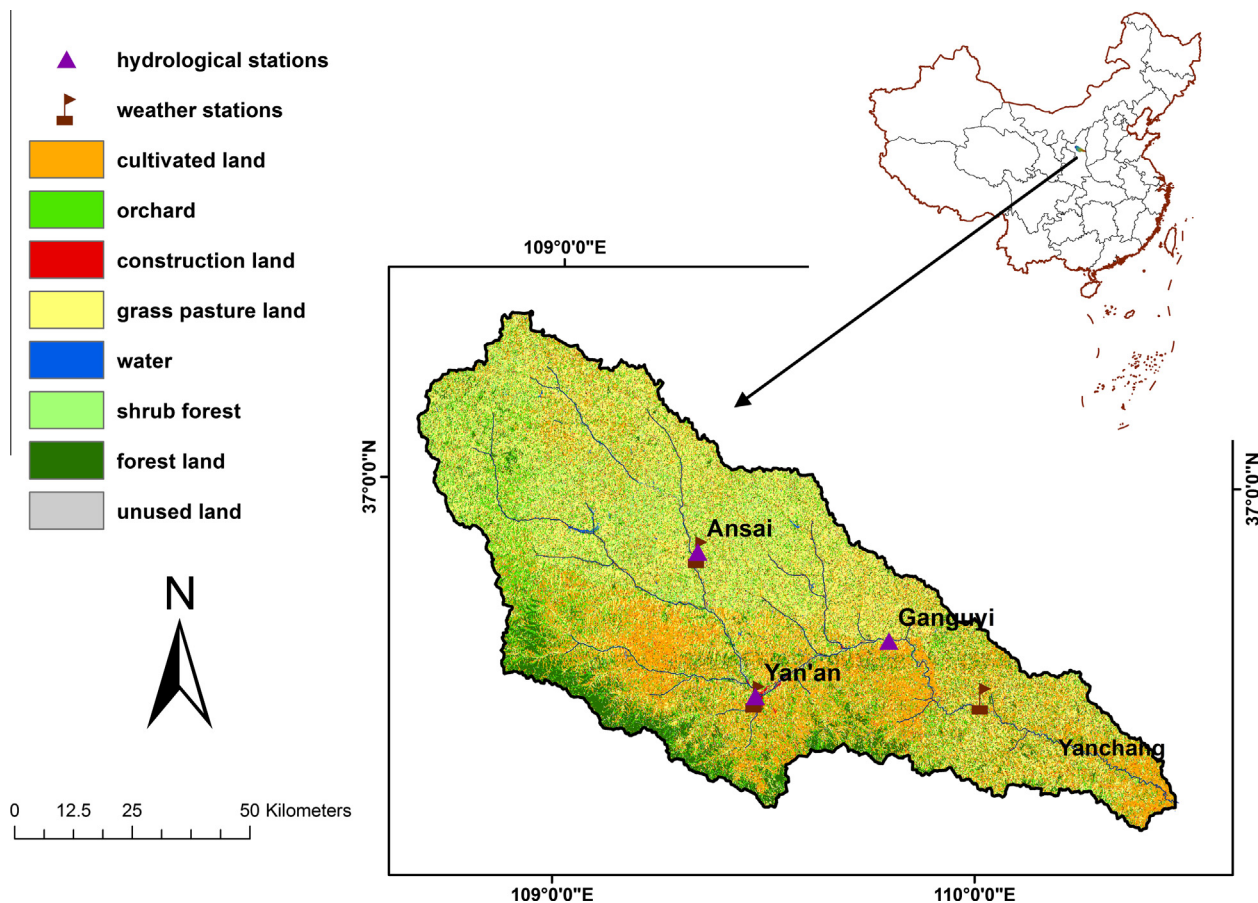 hydrological stations
weather stations
cultivated land
orchard
construction land
grass pasture land
water
shrub forest
forest land
unused land
N
0 12.5 25 50 Kilometers
109°0'0"E
37°0'0"N
37°0'0"N
Ansai
Ganguyi
Yan'an
Yanchang
109°0'0"E
110°0'0"E